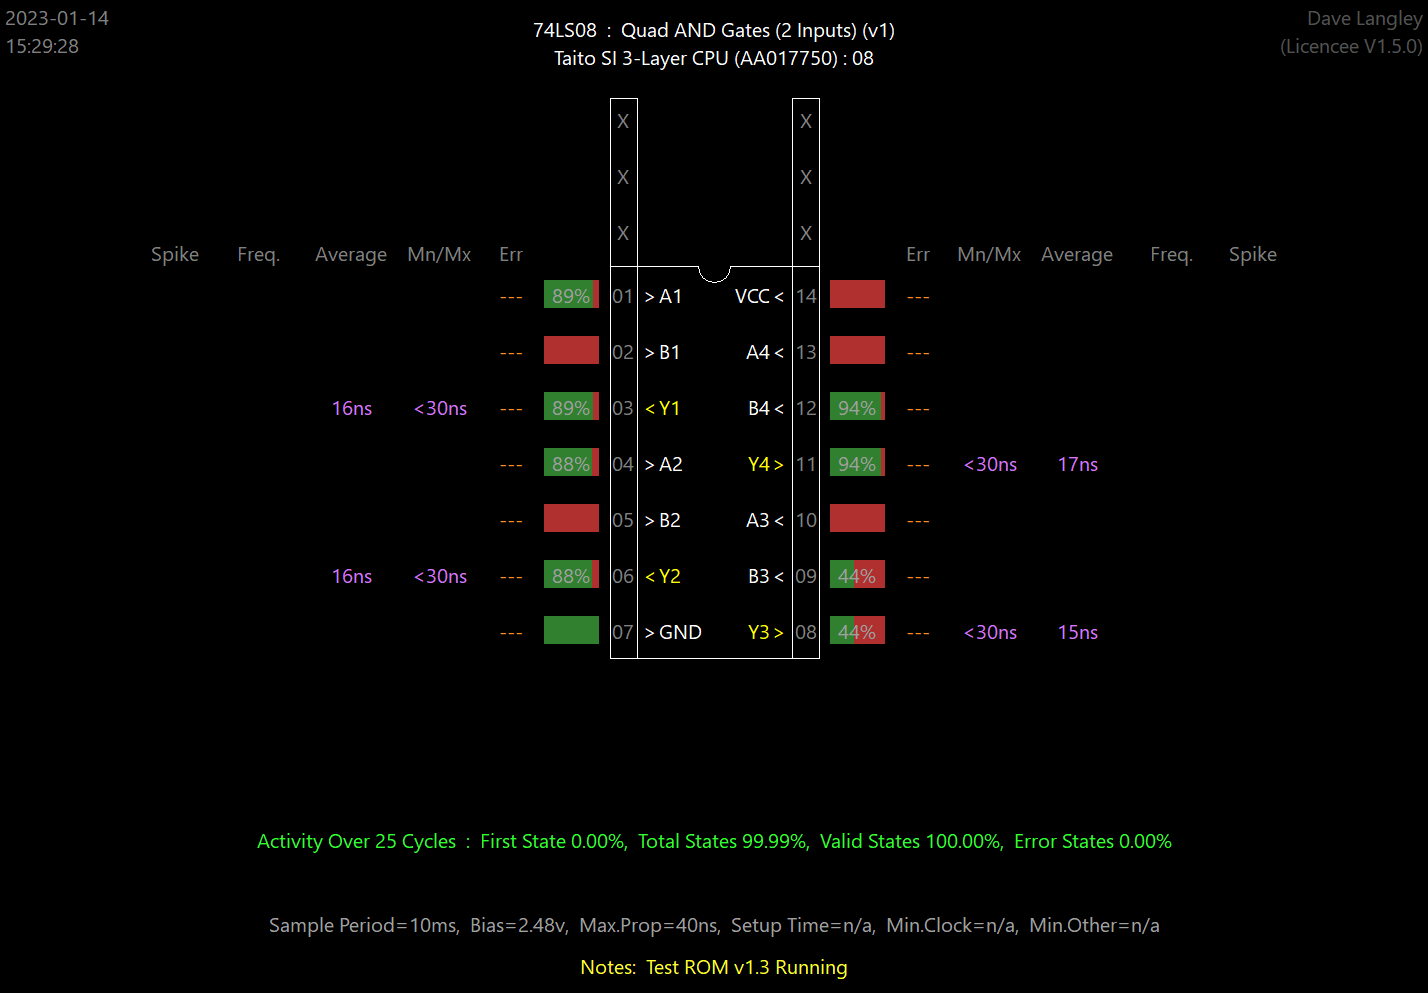 2023-01-14
15:29:28
74LS08 : Quad AND Gates (2 Inputs) (v1)
Taito SI 3-Layer CPU (AA017750) : 08
Dave Langley
(Licencee V1.5.0)
X X
X X
X X
Spike Freq. Average Mn/Mx Err Err Mn/Mx Average Freq. Spike
--- 89% 01 >A1 VCC< 14 ---
--- 02 >B1 A4< 13 ---
16ns <30ns --- 89% 03 <Y1 B4< 12 94% ---
--- 88% 04 >A2 Y4> 11 94% --- <30ns 17ns
--- 05 >B2 A3< 10 ---
16ns <30ns --- 88% 06 <Y2 B3< 09 44% ---
--- 07 >GND Y3> 08 44% --- <30ns 15ns
Activity Over 25 Cycles : First State 0.00%, Total States 99.99%, Valid States 100.00%, Error States 0.00%
Sample Period=10ms, Bias=2.48v, Max.Prop=40ns, Setup Time=n/a, Min.Clock=n/a, Min.Other=n/a
Notes: Test ROM v1.3 Running